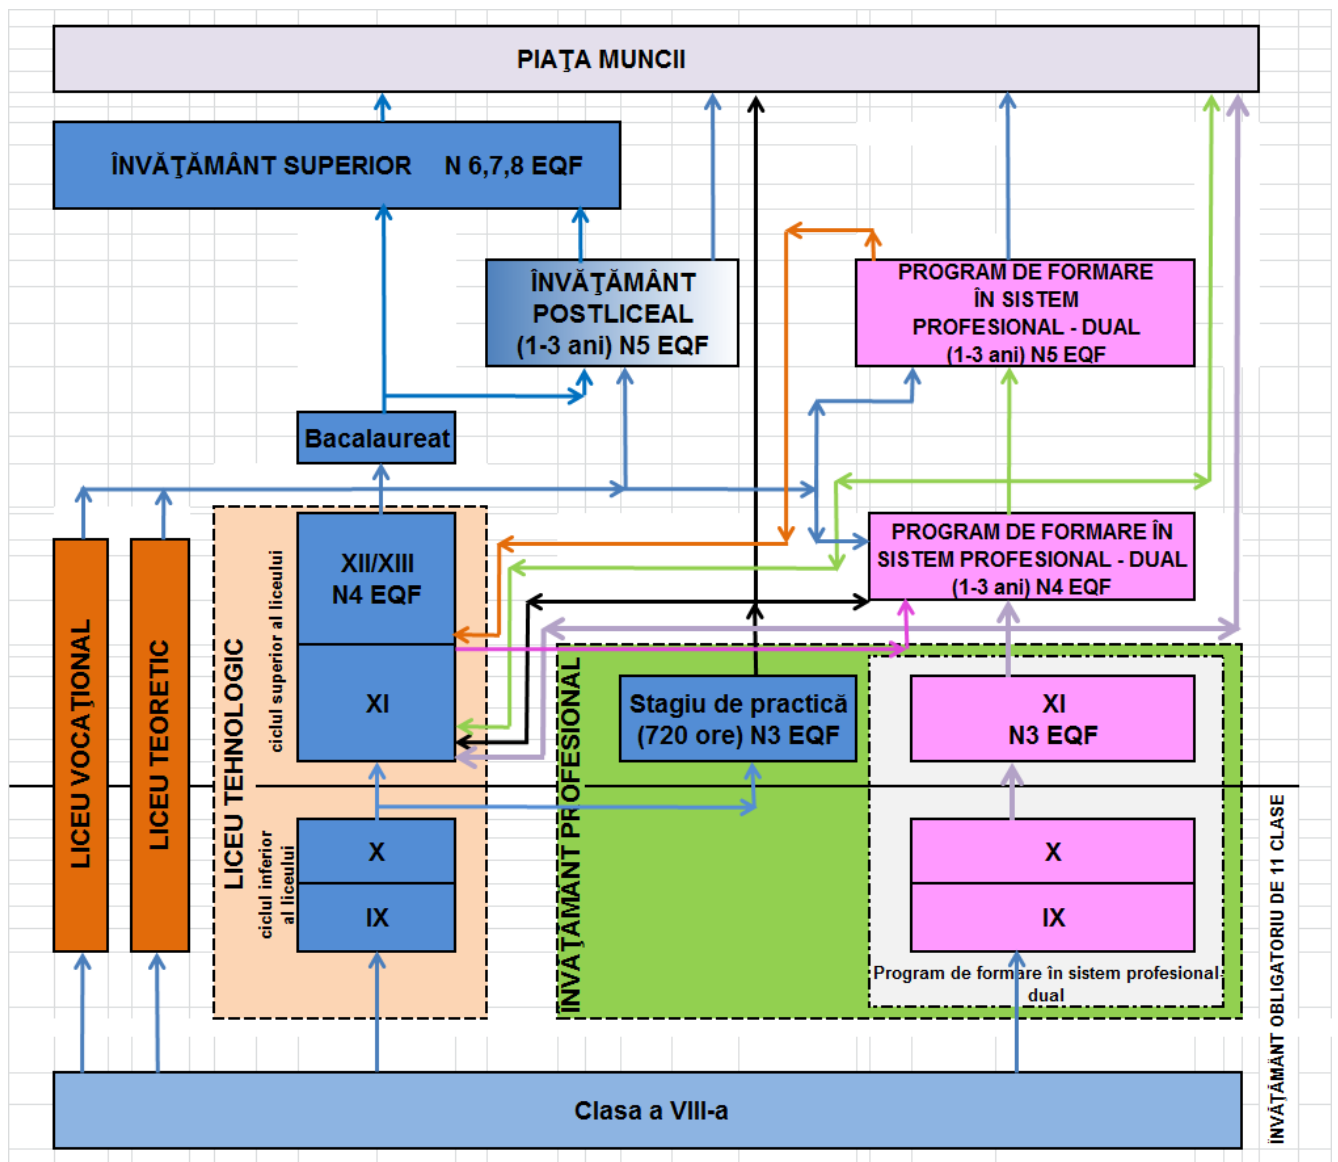 PIAŢA MUNCII
ÎNVĂŢĂMÂNT SUPERIOR N 6,7,8 EQF
ÎNVĂŢĂMÂNT
POSTLICEAL
(1-3 ani) N5 EQF
PROGRAM DE FORMARE
ÎN SISTEM
PROFESIONAL - DUAL
(1-3 ani) N5 EQF
Bacalaureat
XII/XIII
N4 EQF
PROGRAM DE FORMARE ÎN
SISTEM PROFESIONAL - DUAL
(1-3 ani) N4 EQF
LICEU VOCAŢIONAL
LICEU TEORETIC
LICEU TEHNOLOGIC
ciclul superior al liceului
XI
ÎNVĂŢĂMÂNT PROFESIONAL
Stagiu de practică
(720 ore) N3 EQF
XI
N3 EQF
ciclul inferior
al liceului
X
IX
X
IX
Program de formare în sistem profesional-
dual
ÎNVĂŢĂMÂNT OBLIGATORIU DE 11 CLASE
Clasa a VIII-a